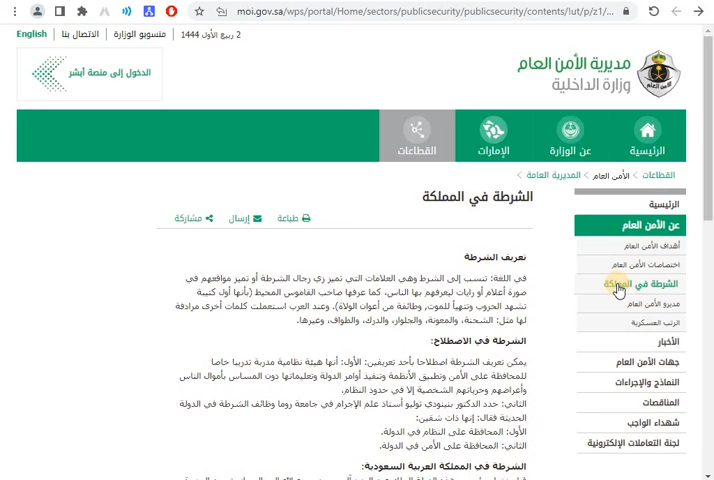 moi.gov.sa/wps/portal/Home/sectors/publicsecurity/publicsecurity/contents/!ut/p/z1/...
2 ربيع الأول 1444
منسوبو الوزارة
الاتصال بنا
English
مديرية الأمن العام
وزارة الداخلية
الدخول إلى منصة أبشر
الرئيسية
عن الوزارة
الإمارات
القطاعات
القطاعات > الأمن العام > المديرية العامة >
الشرطة في المملكة
طباعة
إرسال
مشاركة
تعريف الشرطة
في اللغة: تنسب إلى الشرط وهي العلامات التي تميز زي رجال الشرطة أو تميز مواقعهم في
صورة أعلام أو رايات ليعرفهم بها الناس، كما عرفها صاحب القاموس المحيط (بأنها أول كتيبة
تشهد الحروب وتتهيأ للموت، وطائفة من أعوان الولاة). وعند العرب استعملت كلمات أخرى مرادفة
لها مثل: الشحنة، والمعونة، والجلواز، والدرك، والطواف، وغيرها.
الشرطة في الاصطلاح:
يمكن تعريف الشرطة اصطلاحا بأحد تعريفين: الأول: أنها هيئة نظامية مدربة تدريبا خاصا
للمحافظة على الأمن وتطبيق الأنظمة وتنفيذ أوامر الدولة وتعليماتها دون المساس بأموال الناس
وأعراضهم وحرياتهم الشخصية إلا في حدود النظام.
الثاني: حدد الدكتور بنيتودي توليو أستاذ علم الإجرام في جامعة روما وظائف الشرطة في الدولة
الحديثة فقال: إنها ذات شقين:
الأول: المحافظة على النظام في الدولة.
الثاني: المحافظة على الأمن في الدولة.
الشرطة في المملكة العربية السعودية:
الرئيسية
عن الأمن العام
أهداف الأمن العام
اختصاصات الأمن العام
الشرطة في المملكة
مديرو الأمن العام
الرتب العسكرية
الأخبار
جهات الأمن العام
النماذج والإجراءات
المناقصات
شهداء الواجب
لجنة التعاملات الإلكترونية